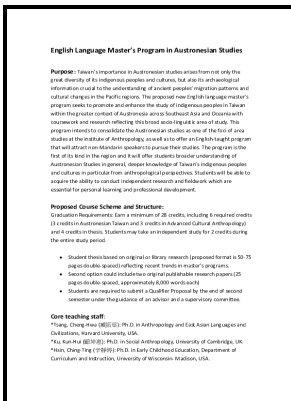 English Language Master's Program in Austronesian Studies
Purpose: Taiwan's importance in Austronesian studies arises from not only the
great diversity of its indigenous peoples and cultures, but also its archaeological
information crucial to the understanding of ancient peoples' migration patterns and
cultural changes in the Pacific regions. The proposed new English language master's
program seeks to promote and enhance the study of indigenous peoples in Taiwan
within the greater context of Austronesia across Southeast Asia and Oceania with
coursework and research reflecting this broad socio-linguistic area of study. This
program intends to consolidate the Austronesian studies as one of the foci of area
studies at the Institute of Anthropology, as well as to offer an English-taught program
that will attract non-Mandarin speakers to pursue their studies. The program is the
first of its kind in the region and it will offer students broader understanding of
Austronesian Studies in general, deeper knowledge of Taiwan's indigenous peoples
and cultures in particular from anthropological perspectives. Students will be able to
acquire the ability to conduct independent research and fieldwork which are
essential for personal learning and professional development.
Proposed Course Scheme and Structure:
Graduation Requirements: Earn a minimum of 28 credits, including 6 required credits
(3 credits in Austronesian Taiwan and 3 credits in Advanced Cultural Anthropology)
and 4 credits in thesis. Students may take an independent study for 2 credits during
the entire study period.
• Student thesis based on original or library research (proposed format is 50-75
pages double-spaced) reflecting recent trends in master's programs.
• Second option could include two original publishable research papers (25
pages double-spaced, approximately 8,000 words each)
• Students are required to submit a Qualifier Proposal by the end of second
semester under the guidance of an advisor and a supervisory committee.
Core teaching staff:
*Tsang, Cheng-Hwa (臧振華): Ph.D. in Anthropology and East Asian Languages and
Civilizations, Harvard University, USA.
*Ku, Kun-Hui (顧坤惠): Ph.D. in Social Anthropology, University of Cambridge, UK.
*Hsin, Ching-Ting (辛靜婷): Ph.D. in Early Childhood Education, Department of
Curriculum and Instruction, University of Wisconsin- Madison, USA.